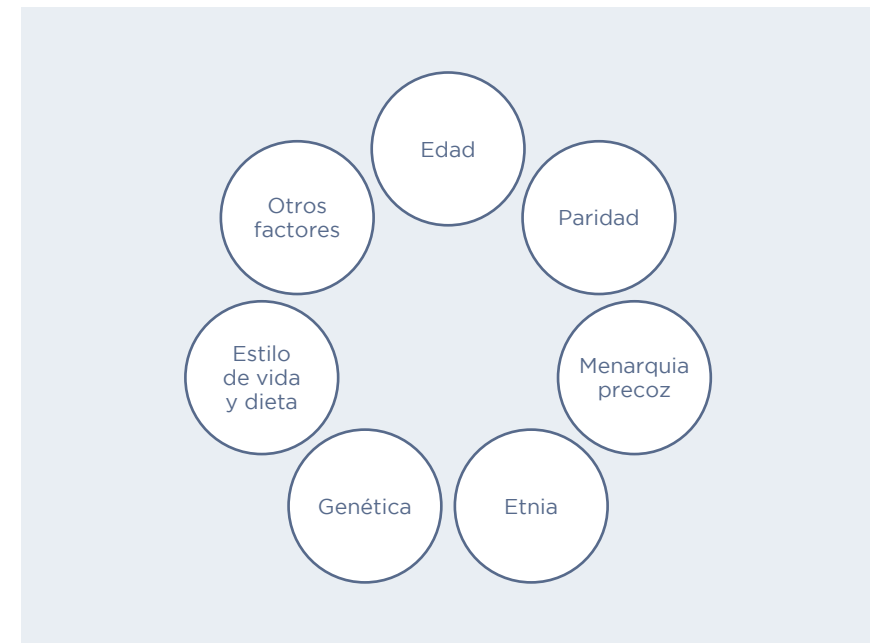 Edad
Paridad
Menarquia
precoz
Etnia
Genética
Estilo
de vida
y dieta
Otros
factores